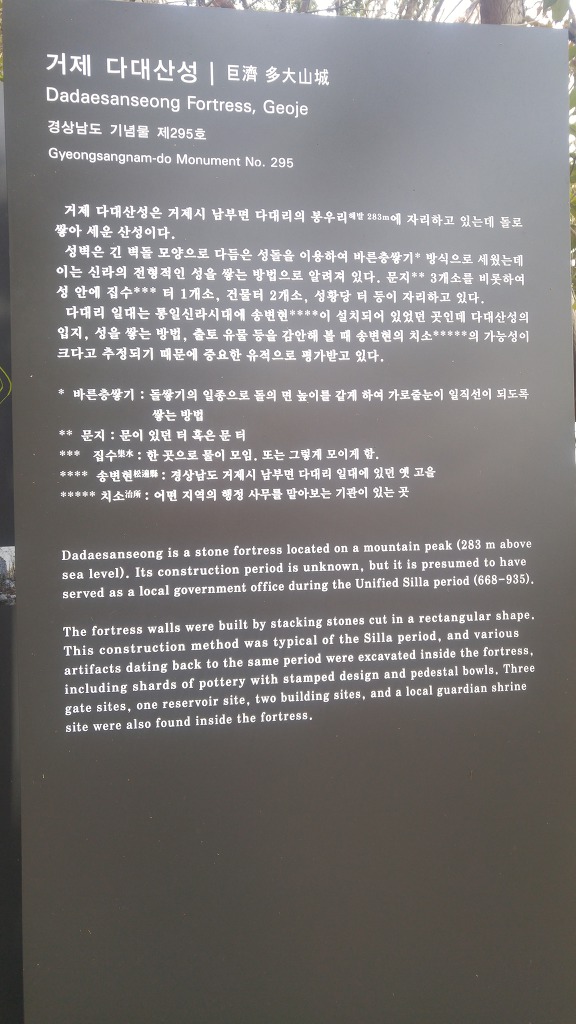 거제 다대산성 | 巨濟 多大山城
Dadaesanseong Fortress, Geoje
경상남도 기념물 제295호
Gyeongsangnam-do Monument No. 295
거제 다대산성은 거제시 남부면 다대리의 봉우리해발 283m에 자리하고 있는데 돌로
쌓아 세운 산성이다.
성벽은 긴 벽돌 모양으로 다듬은 성돌을 이용하여 바른층쌓기* 방식으로 세웠는데
이는 신라의 전형적인 성을 쌓는 방법으로 알려져 있다. 문지** 3개소를 비롯하여
성 안에 집수*** 터 1개소, 건물터 2개소, 성황당 터 등이 자리하고 있다.
다대리 일대는 통일신라시대에 송변현****이 설치되어 있었던 곳인데 다대산성의
입지, 성을 쌓는 방법, 출토 유물 등을 감안해 볼 때 송변현의 치소*****의 가능성이
크다고 추정되기 때문에 중요한 유적으로 평가받고 있다.
* 바른층쌓기 : 돌쌓기의 일종으로 돌의 면 높이를 같게 하여 가로줄눈이 일직선이 되도록
쌓는 방법
** 문지 : 문이 있던 터 혹은 문 터
*** 집수集水 : 한 곳으로 물이 모임. 또는 그렇게 모이게 함.
**** 송변현松邊縣 : 경상남도 거제시 남부면 다대리 일대에 있던 옛 고을
***** 치소治所 : 어떤 지역의 행정 사무를 맡아보는 기관이 있는 곳
Dadaesanseong is a stone fortress located on a mountain peak (283 m above
sea level). Its construction period is unknown, but it is presumed to have
served as a local government office during the Unified Silla period (668-935).
The fortress walls were built by stacking stones cut in a rectangular shape.
This construction method was typical of the Silla period, and various
artifacts dating back to the same period were excavated inside the fortress,
including shards of pottery with stamped design and pedestal bowls. Three
gate sites, one reservoir site, two building sites, and a local guardian shrine
site were also found inside the fortress.